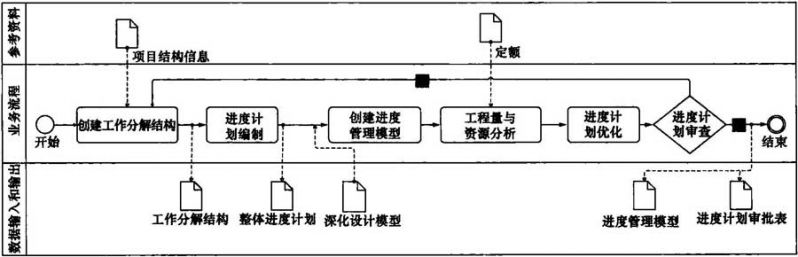 参考资料
项目结构信息
定额
业务流程
开始
创建工作分解结构
进度计
划编制
创建进度
管理模型
工程量与
资源分析
进度计
划优化
进度计
划审查
结束
数据输入和输出
工作分解结构
整体进度计划
深化设计模型
进度管理模型
进度计划审批表